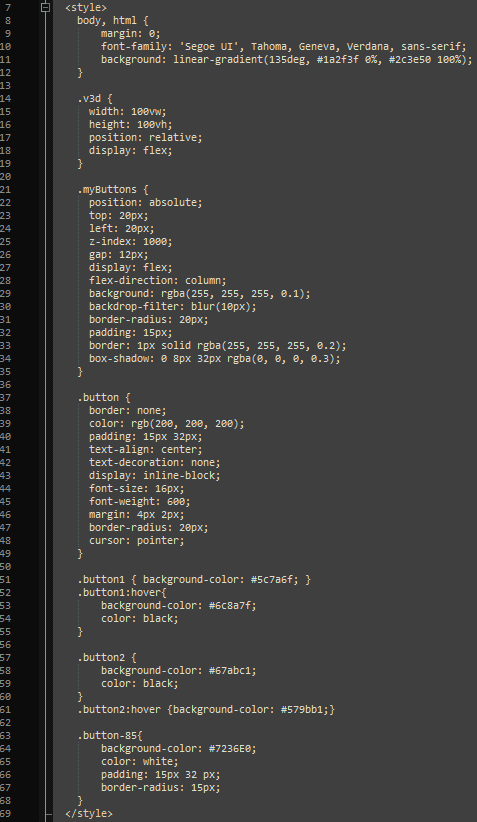 7 <style>
8 body, html {
9 margin: 0;
10 font-family: 'Segoe UI', Tahoma, Geneva, Verdana, sans-serif;
11 background: linear-gradient(135deg, #1a2f3f 0%, #2c3e50 100%);
12 }
13
14 .v3d {
15 width: 100vw;
16 height: 100vh;
17 position: relative;
18 display: flex;
19 }
20
21 .myButtons {
22 position: absolute;
23 top: 20px;
24 left: 20px;
25 z-index: 1000;
26 gap: 12px;
27 display: flex;
28 flex-direction: column;
29 background: rgba(255, 255, 255, 0.1);
30 backdrop-filter: blur(10px);
31 border-radius: 20px;
32 padding: 15px;
33 border: 1px solid rgba(255, 255, 255, 0.2);
34 box-shadow: 0 8px 32px rgba(0, 0, 0, 0.3);
35 }
36
37 .button {
38 border: none;
39 color: rgb(200, 200, 200);
40 padding: 15px 32px;
41 text-align: center;
42 text-decoration: none;
43 display: inline-block;
44 font-size: 16px;
45 font-weight: 600;
46 margin: 4px 2px;
47 border-radius: 20px;
48 cursor: pointer;
49 }
50
51 .button1 { background-color: #5c7a6f; }
52 .button1:hover{
53 background-color: #6c8a7f;
54 color: black;
55 }
56
57 .button2 {
58 background-color: #67abc1;
59 color: black;
60 }
61 .button2:hover {background-color: #579bb1;}
62
63 .button-85{
64 background-color: #7236E0;
65 color: white;
66 padding: 15px 32 px;
67 border-radius: 15px;
68 }
69 </style>